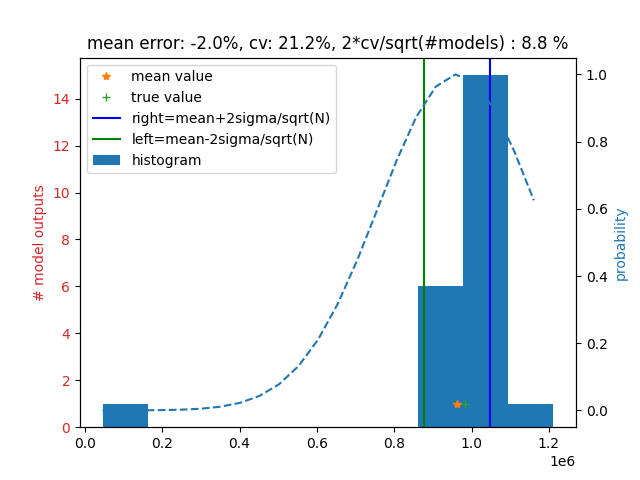 mean error: -2.0%, cv: 21.2%, 2*cv/sqrt(#models) : 8.8 %
mean value
true value
right=mean+2sigma/sqrt(N)
left=mean-2sigma/sqrt(N)
histogram
# model outputs
14
12
10
8
6
4
2
0
1.0
0.8
0.6
0.4
0.2
0.0
probability
0.0 0.2 0.4 0.6 0.8 1.0 1.2
1e6